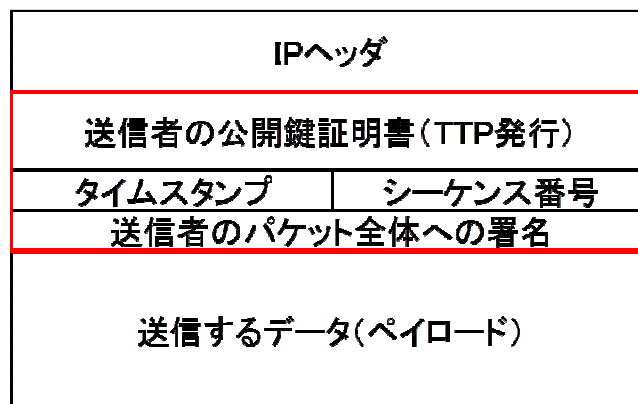 IPヘッダ
送信者の公開鍵証明書(TTP発行)
タイムスタンプ シーケンス番号
送信者のパケット全体への署名
送信するデータ(ペイロード)